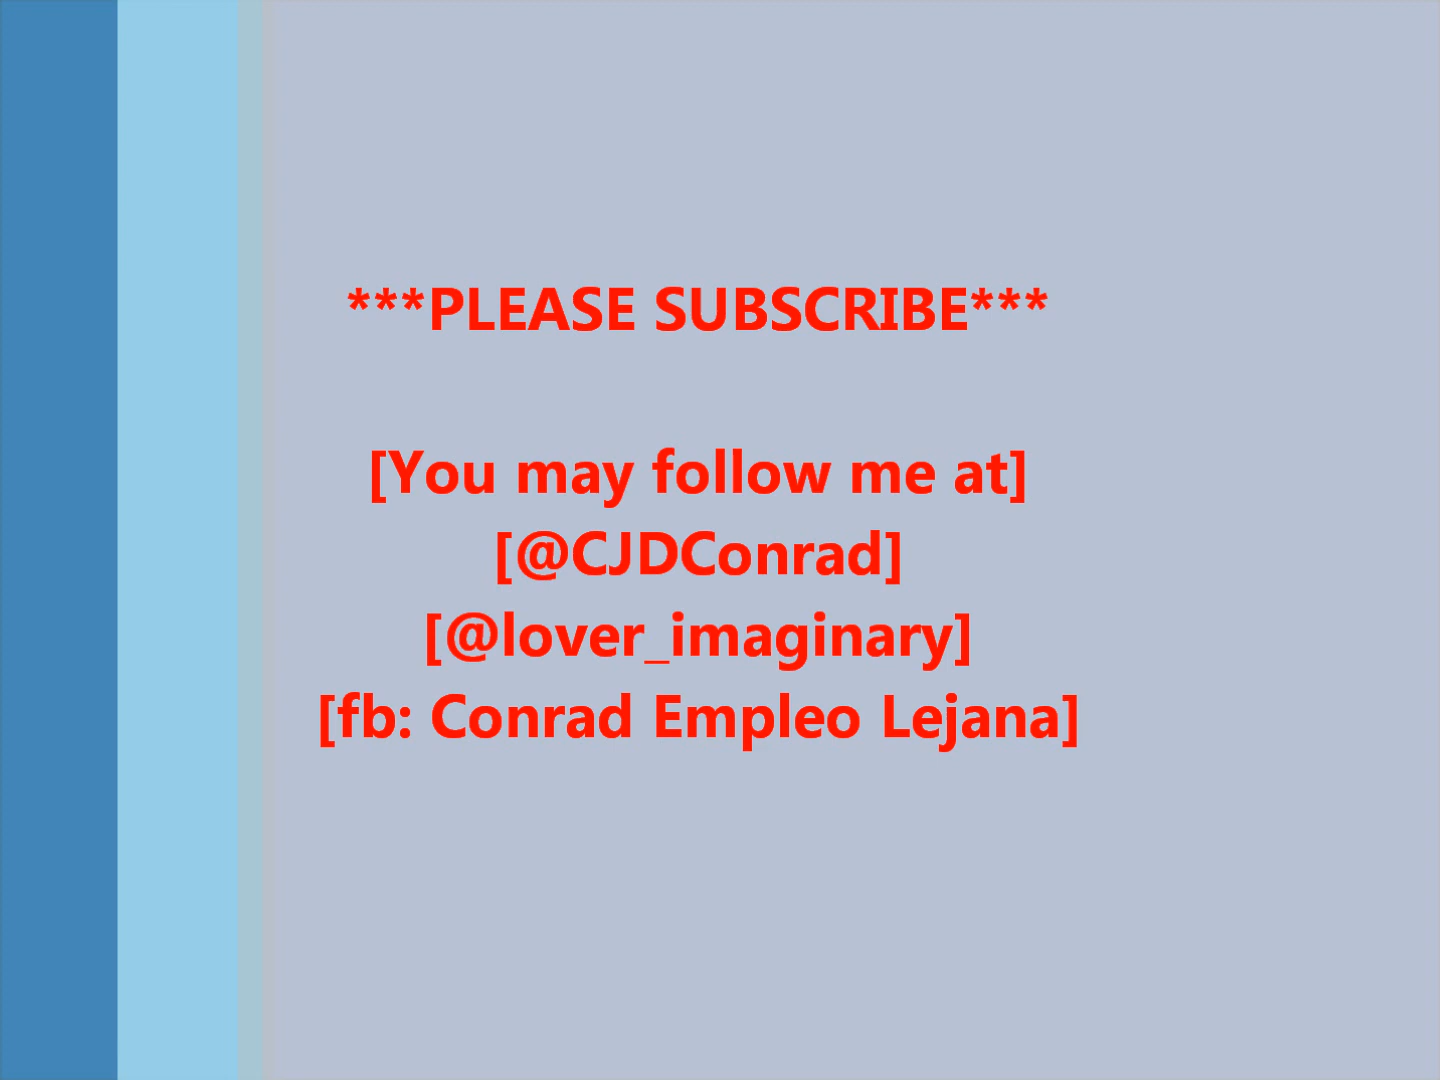 ***PLEASE SUBSCRIBE***
[You may follow me at]
[@CJDConrad]
[@lover_imaginary]
[fb: Conrad Empleo Lejana]